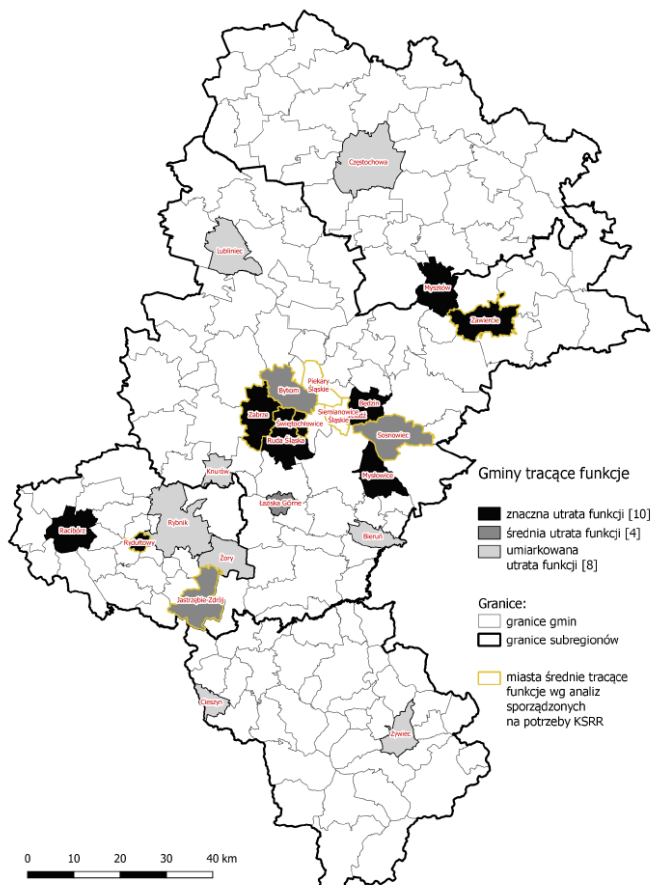 Częstochowa
Lubliniec
Myszków
Zawiercie
Piekary
Śląskie
Bytom
Będzin
Zabrze
Siemianowice
Śląskie
Świętochłowice
Sosnowiec
Ruda Śląska
Knurów
Mysłowice
Łaziska Górne
Racibórz
Rybnik
Rydułtowy
Bieruń
Żory
Jastrzębie-Zdrój
Cieszyn
Żywiec
Gminy tracące funkcje
znaczna utrata funkcji [10]
średnia utrata funkcji [4]
umiarkowana
utrata funkcji [8]
Granice:
granice gmin
granice subregionów
miasta średnie tracące
funkcje wg analiz
sporządzonych
na potrzeby KSRR
0 10 20 30 40 km